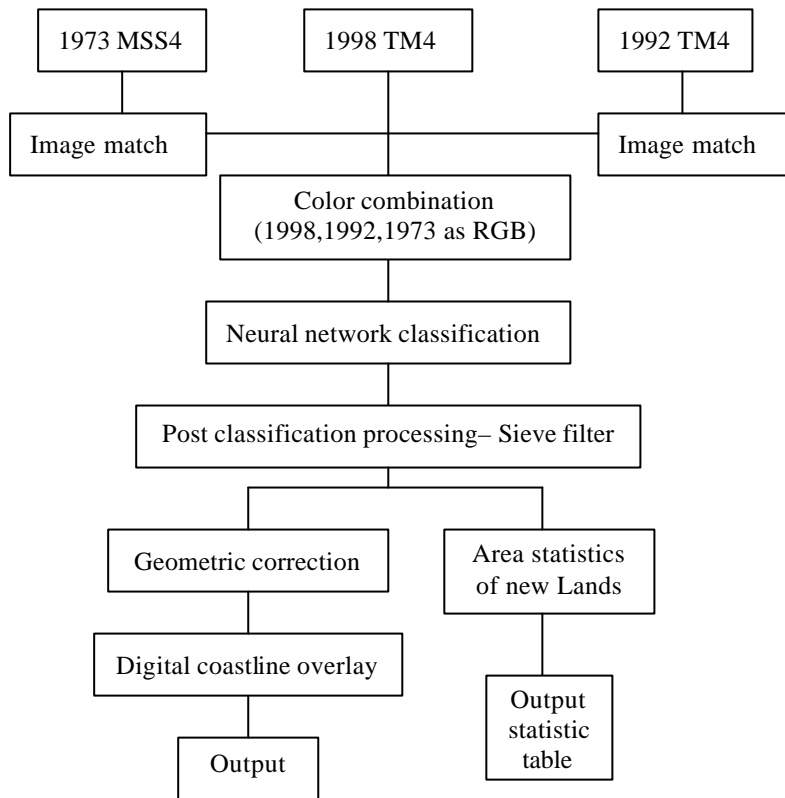 1973 MSS4
1998 TM4
1992 TM4
Image match
Image match
Color combination
(1998,1992,1973 as RGB)
Neural network classification
Post classification processing– Sieve filter
Geometric correction
Area statistics
of new Lands
Digital coastline overlay
Output
statistic
table
Output